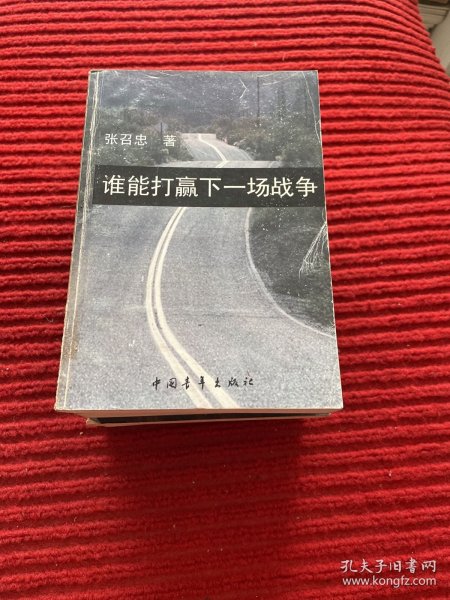 张召忠 著
谁能打赢下一场战争
中国青年出版社
孔夫子旧书网
www.kongfz.com